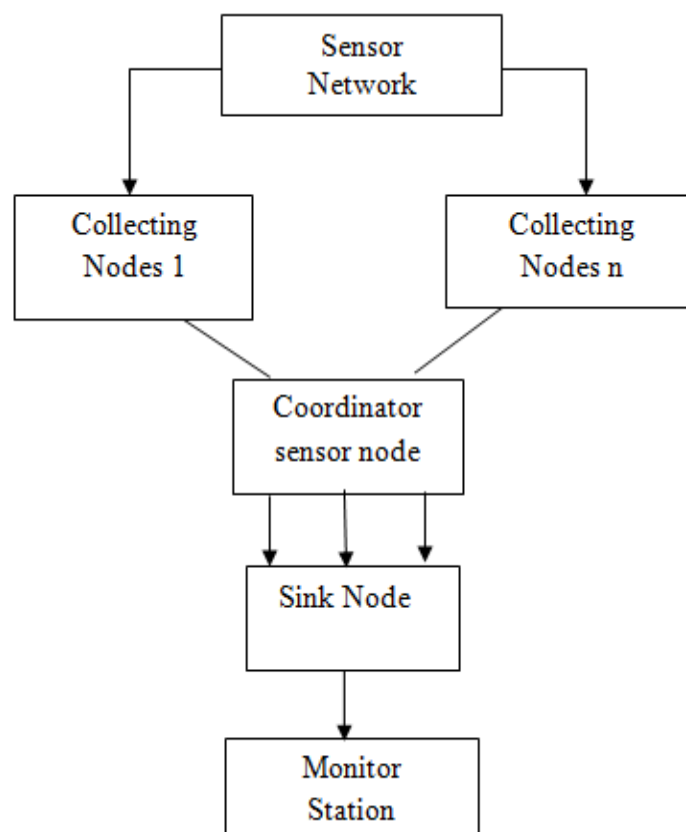 Sensor
Network
Collecting
Nodes 1
Collecting
Nodes n
Coordinator
sensor node
Sink Node
Monitor
Station